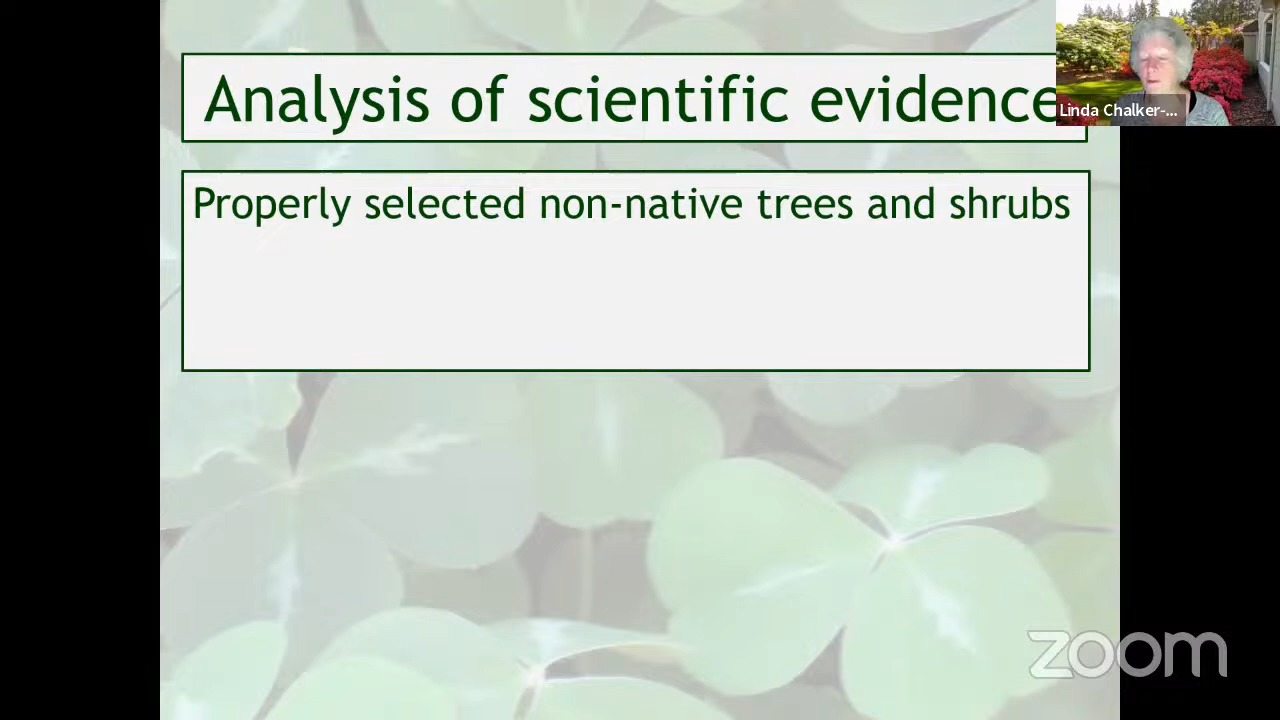 Analysis of scientific evidence
Linda Chalker-...
Properly selected non-native trees and shrubs
zoom